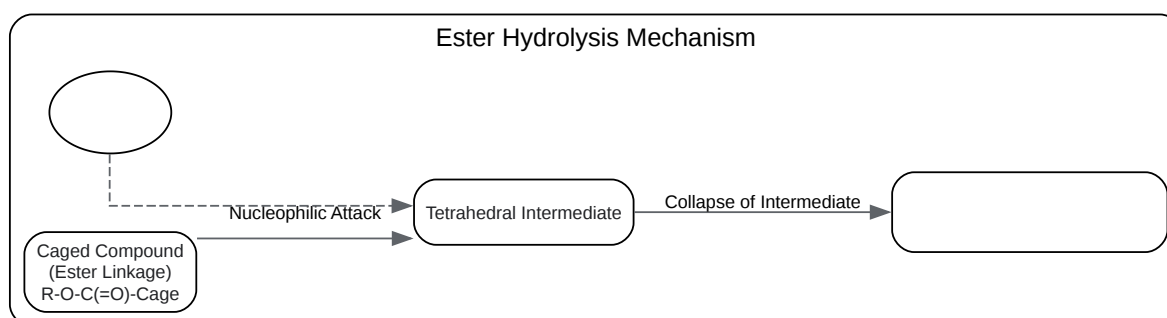 Ester Hydrolysis Mechanism
Nucleophilic Attack
Tetrahedral Intermediate
Collapse of Intermediate
Caged Compound
(Ester Linkage)
R-O-C(=O)-Cage